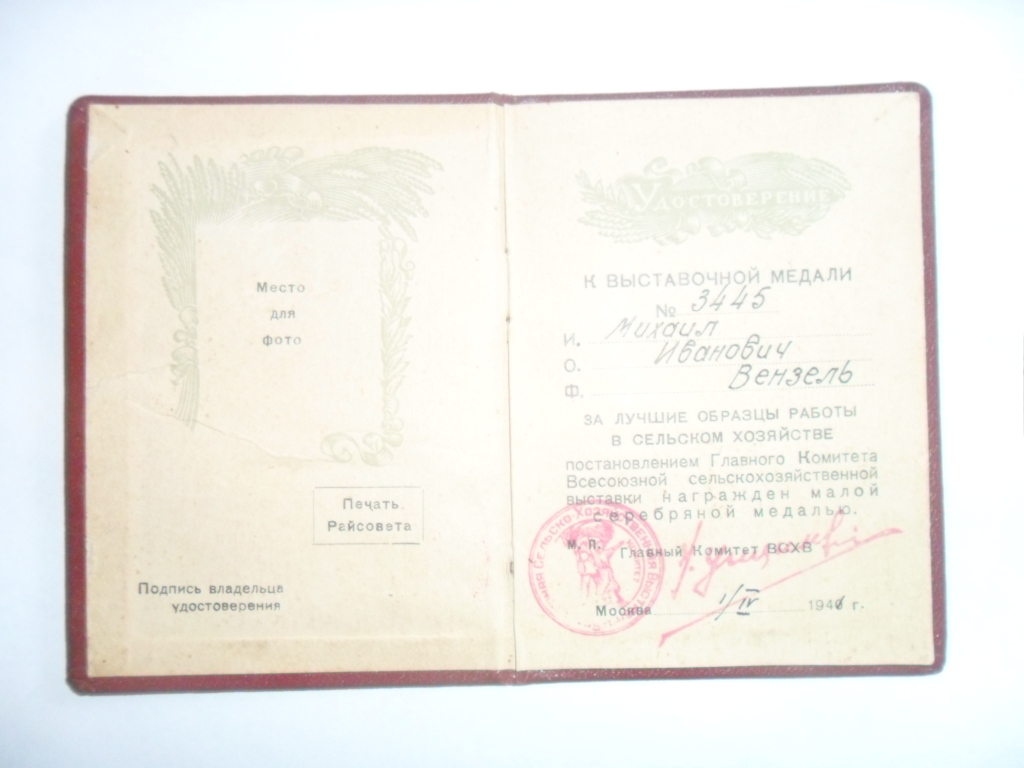 Место
для
фото
Печать
Райсовета
Подпись владельца
удостоверения
Удостоверение
К ВЫСТАВОЧНОЙ МЕДАЛИ
№ 3445
И. Михаил
О. Иванович
Ф. Вензель
ЗА ЛУЧШИЕ ОБРАЗЦЫ РАБОТЫ
В СЕЛЬСКОМ ХОЗЯЙСТВЕ
постановлением Главного Комитета
Всесоюзной сельскохозяйственной
выставки награжден малой
серебряной медалью.
М. П. Главный Комитет ВСХВ
Москва 1/IV 1941 г.